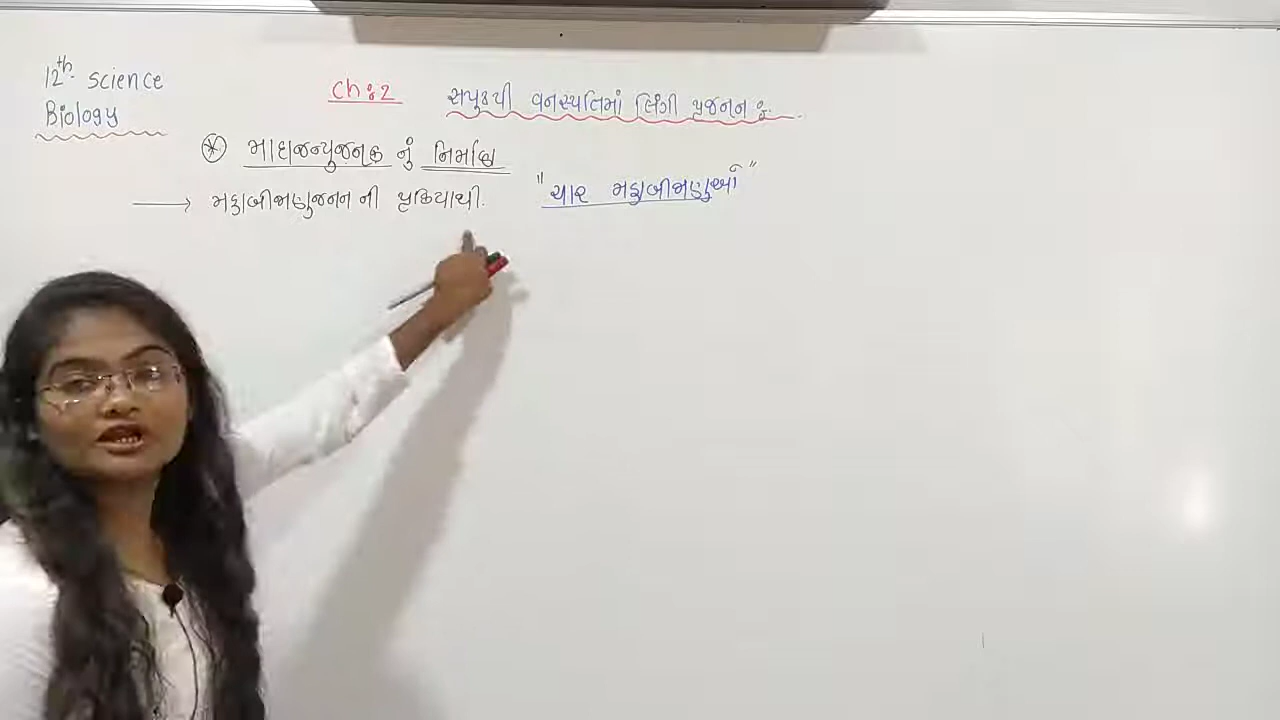 12th science
Biology
Ch:2 સપુષ્પી વનસ્પતિમાં લિંગી પ્રજનન :-
માદાજન્યુજનક નું નિર્માણ
→ મહાબીજાણુજનન ની પ્રક્રિયાથી. "ચાર મહાબીજાણુઓ"